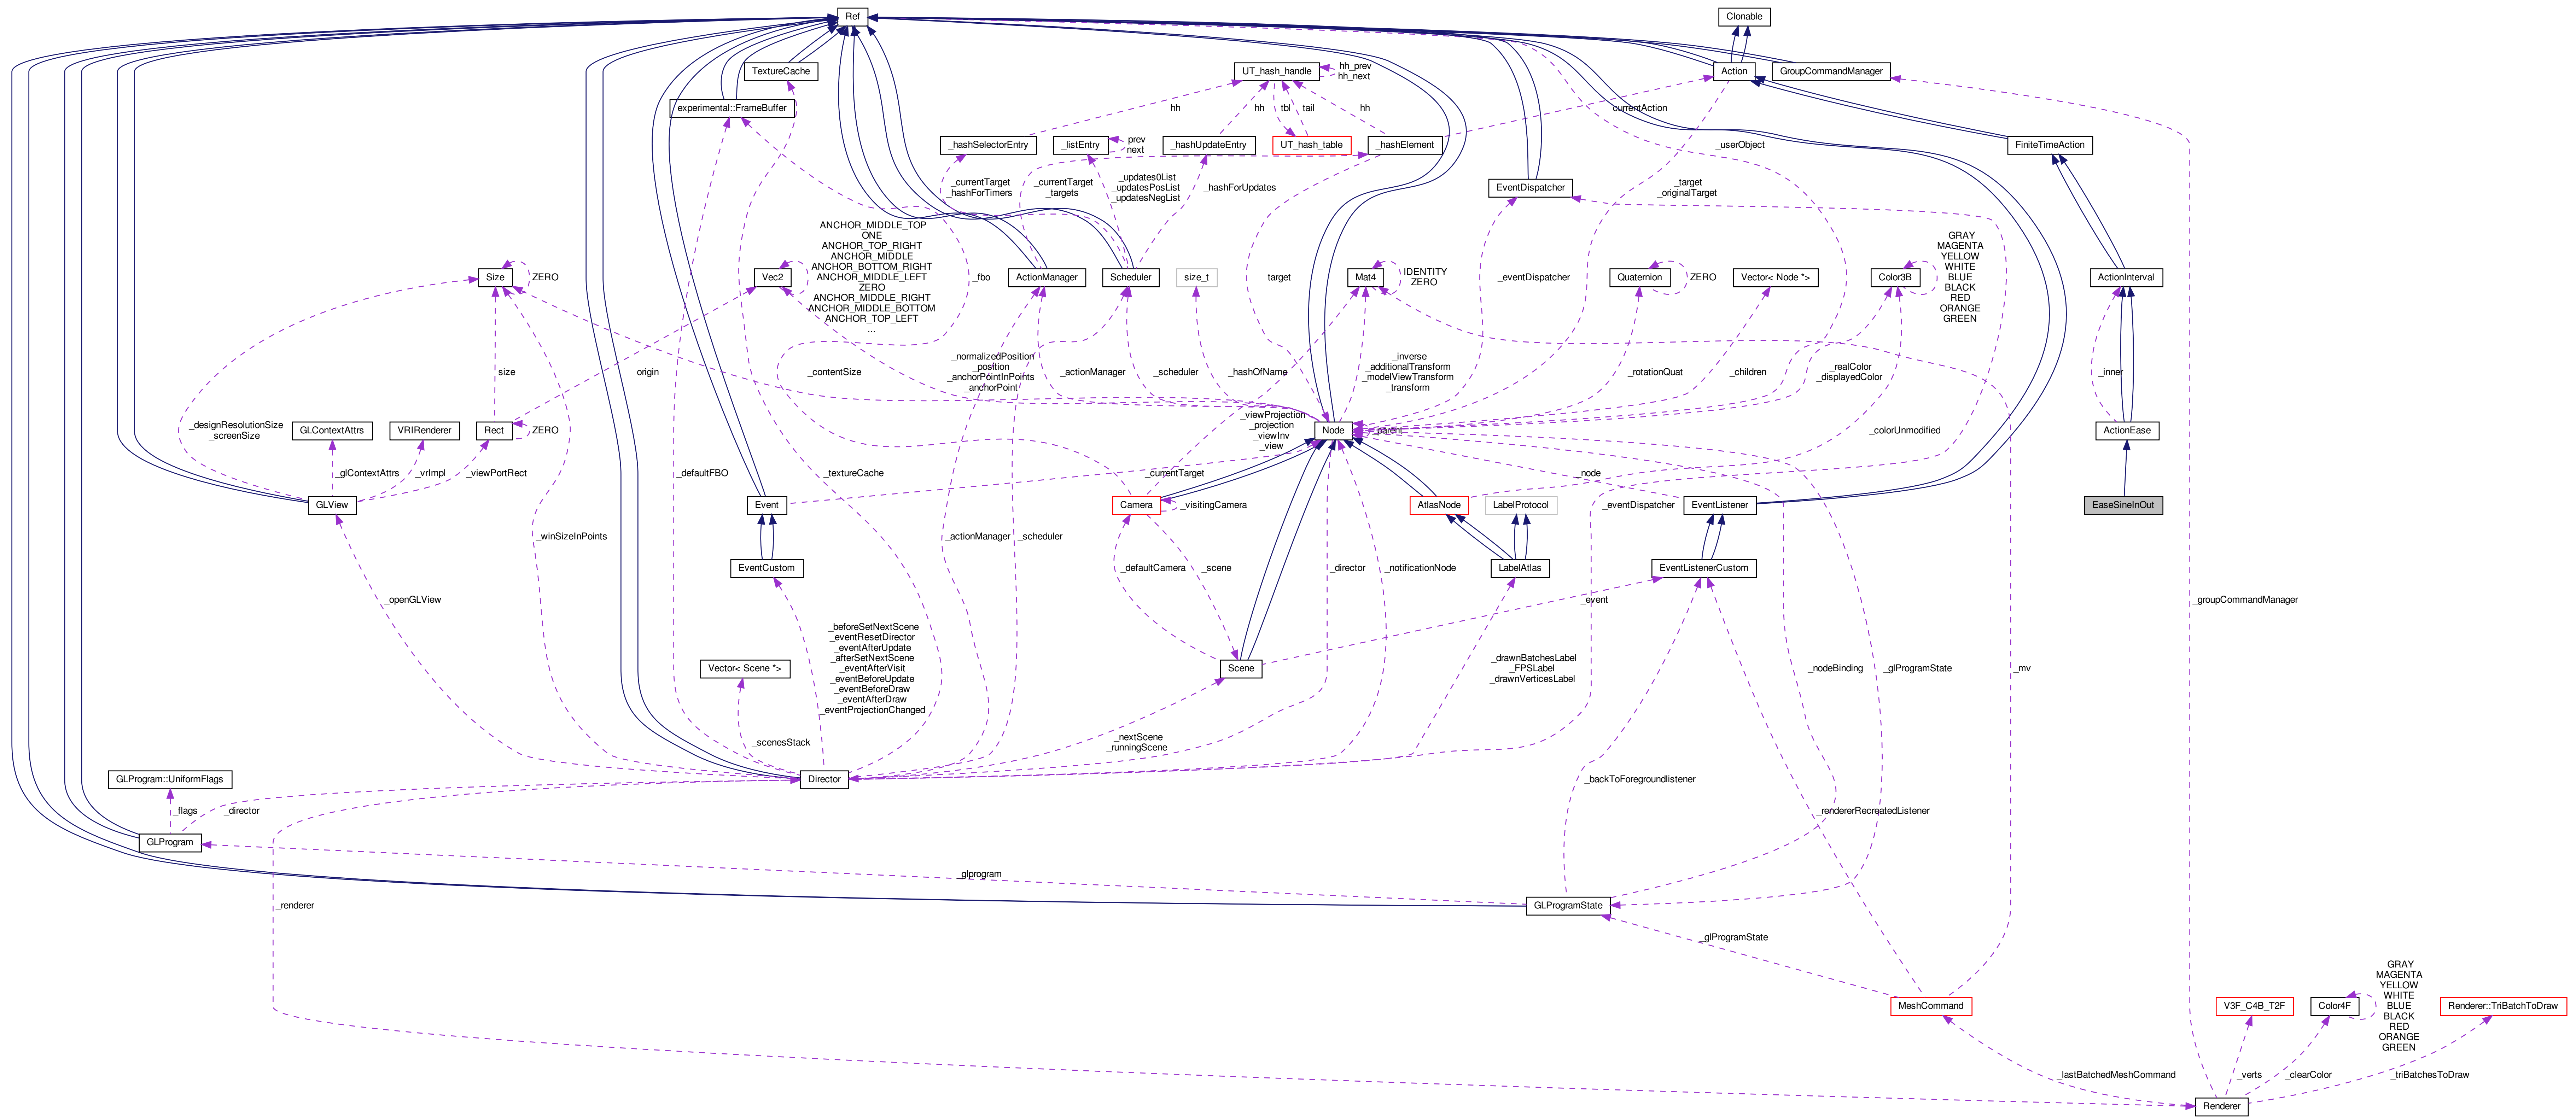 Ref
Clonable
TextureCache
UT_hash_handle
hh_prev
hh_next
Action
GroupCommandManager
experimental::FrameBuffer
hh
hh
tbl
tail
hh
currentAction
_hashSelectorEntry
_listEntry
prev
next
_hashUpdateEntry
UT_hash_table
_hashElement
_userObject
FiniteTimeAction
_currentTarget
_hashForTimers
_currentTarget
_targets
_updates0List
_updatesPosList
_updatesNegList
_hashForUpdates
EventDispatcher
_target
_originalTarget
ANCHOR_MIDDLE_TOP
ONE
ANCHOR_TOP_RIGHT
ANCHOR_MIDDLE
ANCHOR_BOTTOM_RIGHT
ANCHOR_MIDDLE_LEFT
ZERO
ANCHOR_MIDDLE_RIGHT
ANCHOR_MIDDLE_BOTTOM
ANCHOR_TOP_LEFT
...
GRAY
MAGENTA
YELLOW
WHITE
BLUE
BLACK
RED
ORANGE
GREEN
Size
ZERO
Vec2
_fbo
ActionManager
Scheduler
size_t
target
Mat4
IDENTITY
ZERO
_eventDispatcher
Quaternion
ZERO
Vector< Node *>
Color3B
ActionInterval
size
origin
_contentSize
_normalizedPosition
_position
_anchorPointInPoints
_anchorPoint
_actionManager
_scheduler
_hashOfName
_inverse
_additionalTransform
_modelViewTransform
_transform
_rotationQuat
_children
_realColor
_displayedColor
_inner
_designResolutionSize
_screenSize
GLContextAttrs
VRIRenderer
Rect
ZERO
_viewProjection
_projection
_viewInv
_view
Node
_parent
_colorUnmodified
ActionEase
_glContextAttrs
_vrImpl
_viewPortRect
_defaultFBO
_textureCache
_currentTarget
_node
GLView
Event
Camera
_visitingCamera
AtlasNode
LabelProtocol
_eventDispatcher
EventListener
EaseSineInOut
_winSizeInPoints
_actionManager
_scheduler
EventCustom
_defaultCamera
_scene
_director
_notificationNode
LabelAtlas
EventListenerCustom
_openGLView
_event
_groupCommandManager
_beforeSetNextScene
_eventResetDirector
_eventAfterUpdate
_afterSetNextScene
_eventAfterVisit
_eventBeforeUpdate
_eventBeforeDraw
_eventAfterDraw
_eventProjectionChanged
Vector< Scene *>
Scene
_drawnBatchesLabel
_FPSLabel
_drawnVerticesLabel
_nodeBinding
_glProgramState
_mv
_scenesStack
_nextScene
_runningScene
GLProgram::UniformFlags
Director
_backToForegroundlistener
_flags
_director
_rendererRecreatedListener
GLProgram
_glprogram
_renderer
GLProgramState
_glProgramState
GRAY
MAGENTA
YELLOW
WHITE
BLUE
BLACK
RED
ORANGE
GREEN
MeshCommand
V3F_C4B_T2F
Color4F
Renderer::TriBatchToDraw
_lastBatchedMeshCommand
_verts
_clearColor
_triBatchesToDraw
Renderer